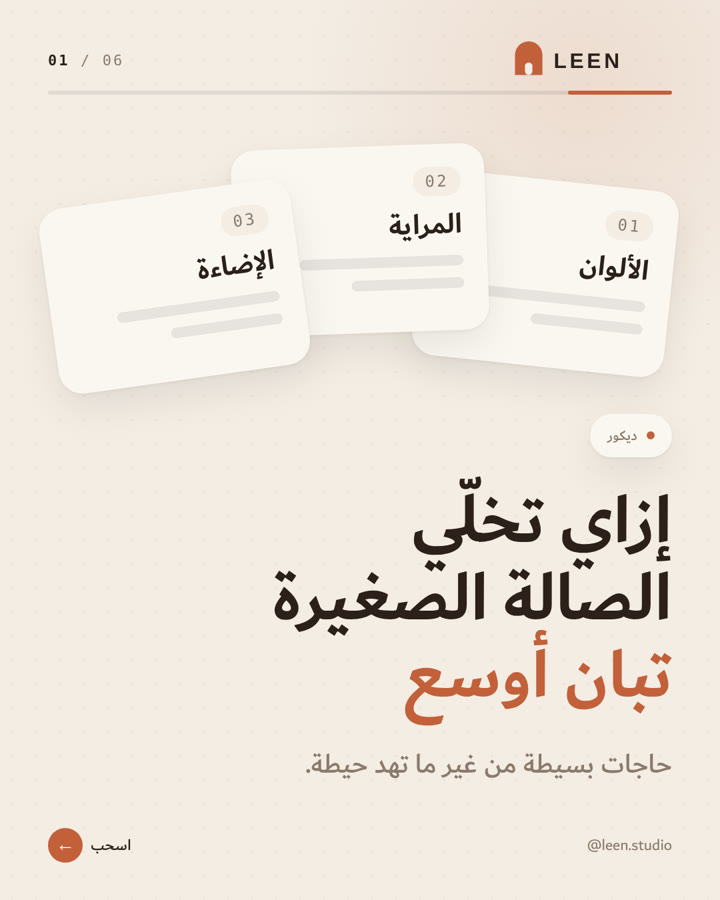 01 / 06
LEEN
01
الألوان
02
المراية
03
الإضاءة
ديكور
إزاي تخلّي
الصالة الصغيرة
تبان أوسع
حاجات بسيطة من غير ما تهد حيطة.
@leen.studio
اسحب ←